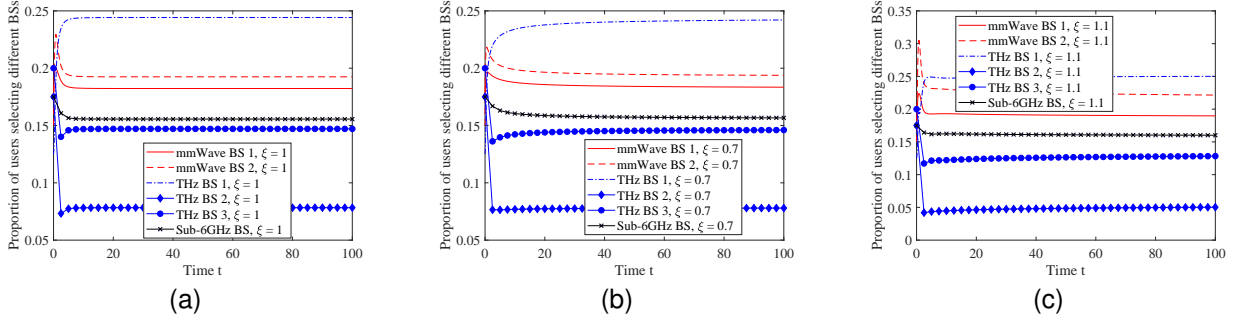 0.25
0.2
0.15
0.1
0.05
Proportion of users selecting different BSs
mmWave BS 1, ξ = 1
mmWave BS 2, ξ = 1
THz BS 1, ξ = 1
THz BS 2, ξ = 1
THz BS 3, ξ = 1
Sub-6GHz BS, ξ = 1
0 20 40 60 80 100
Time t
(a)
0.25
0.2
0.15
0.1
0.05
Proportion of users selecting different BSs
mmWave BS 1, ξ = 0.7
mmWave BS 2, ξ = 0.7
THz BS 1, ξ = 0.7
THz BS 2, ξ = 0.7
THz BS 3, ξ = 0.7
Sub-6GHz BS, ξ = 0.7
0 20 40 60 80 100
Time t
(b)
0.35
0.3
0.25
0.2
0.15
0.1
0.05
0
Proportion of users selecting different BSs
mmWave BS 1, ξ = 1.1
mmWave BS 2, ξ = 1.1
THz BS 1, ξ = 1.1
THz BS 2, ξ = 1.1
THz BS 3, ξ = 1.1
Sub-6GHz BS, ξ = 1.1
0 20 40 60 80 100
Time t
(c)